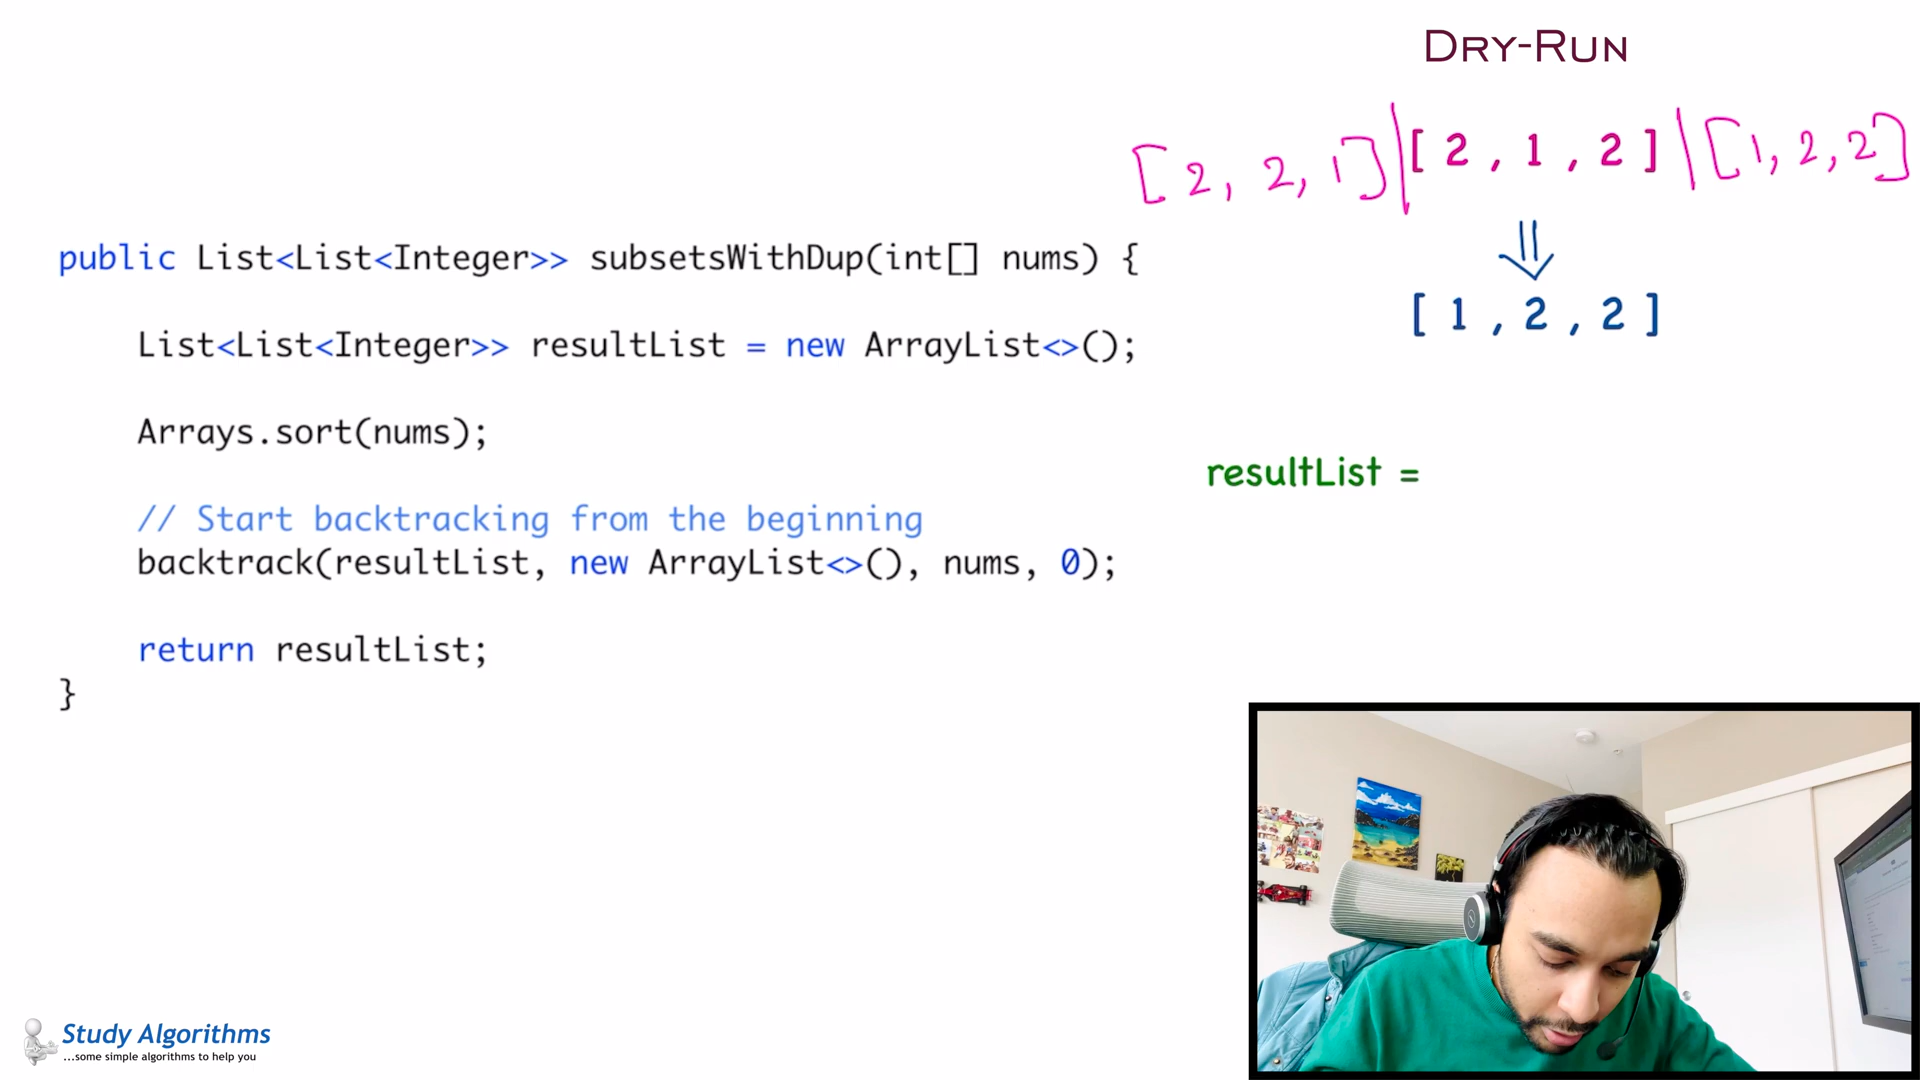 DRY-RUN
[2, 2, 1] | [ 2 , 1 , 2 ] | [1, 2, 2]
[ 1 , 2 , 2 ]
public List<List<Integer>> subsetsWithDup(int[] nums) {
List<List<Integer>> resultList = new ArrayList<>();
Arrays.sort(nums);
// Start backtracking from the beginning
backtrack(resultList, new ArrayList<>(), nums, 0);
return resultList;
}
resultList =
Study Algorithms
...some simple algorithms to help you